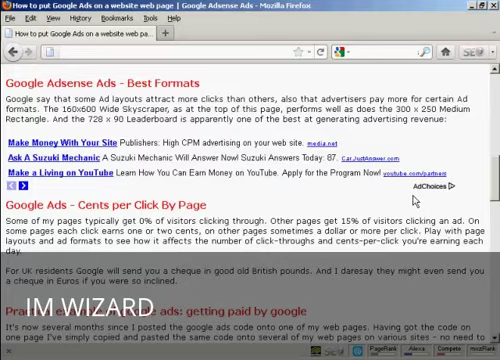 How to put Google Ads on a website web page | Google Adsense Ads - Mozilla Firefox
File Edit View History Bookmarks Tools Help
How to put Google Ads on a website web pa...
Google Adsense Ads - Best Formats
Google say that some Ad layouts attract more clicks than others, also that advertisers pay more for certain Ad
formats. The 160x600 Wide Skyscraper, as at the top of this page, performs well as does the 300 x 250 Medium
Rectangle. And the 728 x 90 Leaderboard is apparently one of the best at generating advertising revenue:
Make Money With Your Site Publishers: High CPM advertising on your web site. media.net
Ask A Suzuki Mechanic A Suzuki Mechanic Will Answer Now! Suzuki Answers Today: 87. Car.JustAnswer.com
Make a Living on YouTube Learn How You Can Earn Money on YouTube. Apply for the Program Now! youtube.com/partners
AdChoices
Google Ads - Cents per Click By Page
Some of my pages typically get 0% of visitors clicking through. Other pages get 15% of visitors clicking an ad. On
some pages each click earns one or two cents, on other pages sometimes a dollar or more per click. Play with page
layouts and ad formats to see how it affects the number of click-throughs and cents-per-click you're earning each
day.
For UK residents Google will send you a cheque in good old British pounds. And I daresay they might even send you
a cheque in Euros if you were so inclined.
IM WIZARD
Practical example of google ads: getting paid by google
It's now several months since I posted the google ads code onto one of my web pages. Having got the code on
one page I've simply copied and pasted the same code onto several of my web pages on various sites - no need to
PageRank Alexa Compete mozRank